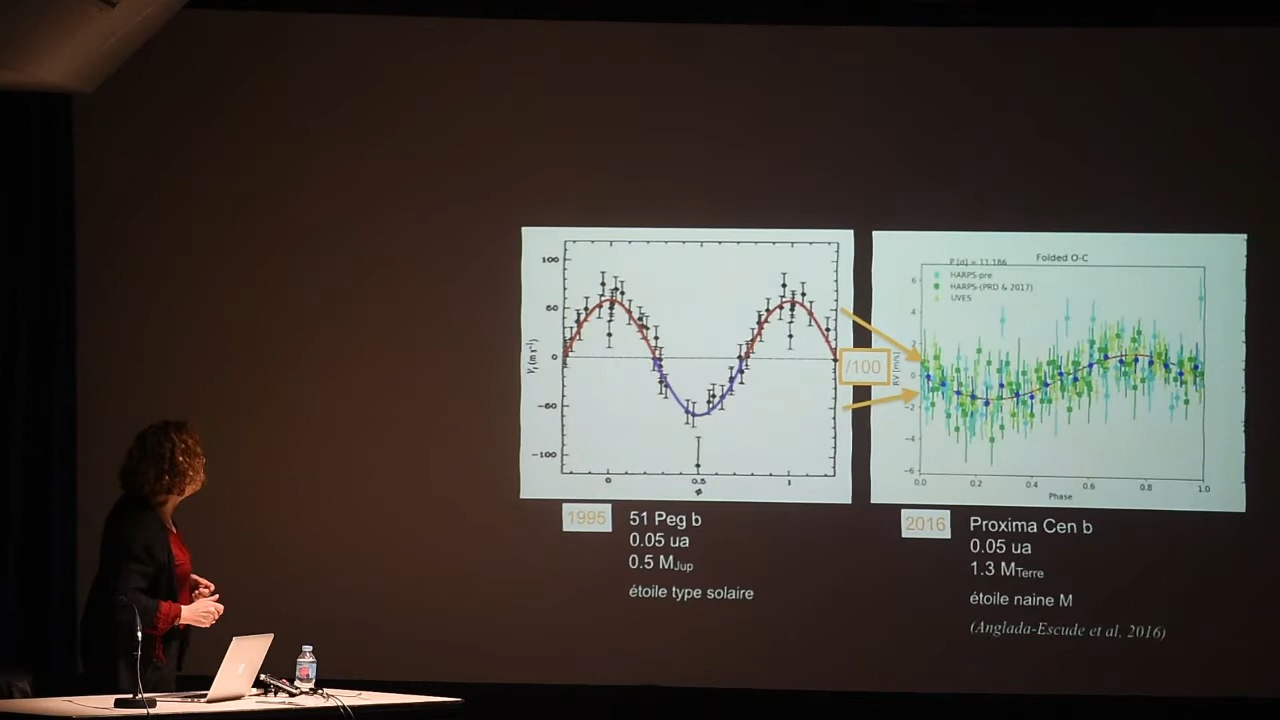 100
50
0
−50
−100
V_r (m s⁻¹)
0
0.5
1
ϕ
/100
Folded O-C
P [d] = 11.186
HARPS-pre
HARPS-(PRD & 2017)
UVES
6
4
2
0
−2
−4
−6
RV [m/s]
0.0
0.2
0.4
0.6
0.8
1.0
Phase
1995
51 Peg b
0.05 ua
0.5 MJup
étoile type solaire
2016
Proxima Cen b
0.05 ua
1.3 MTerre
étoile naine M
(Anglada-Escude et al, 2016)